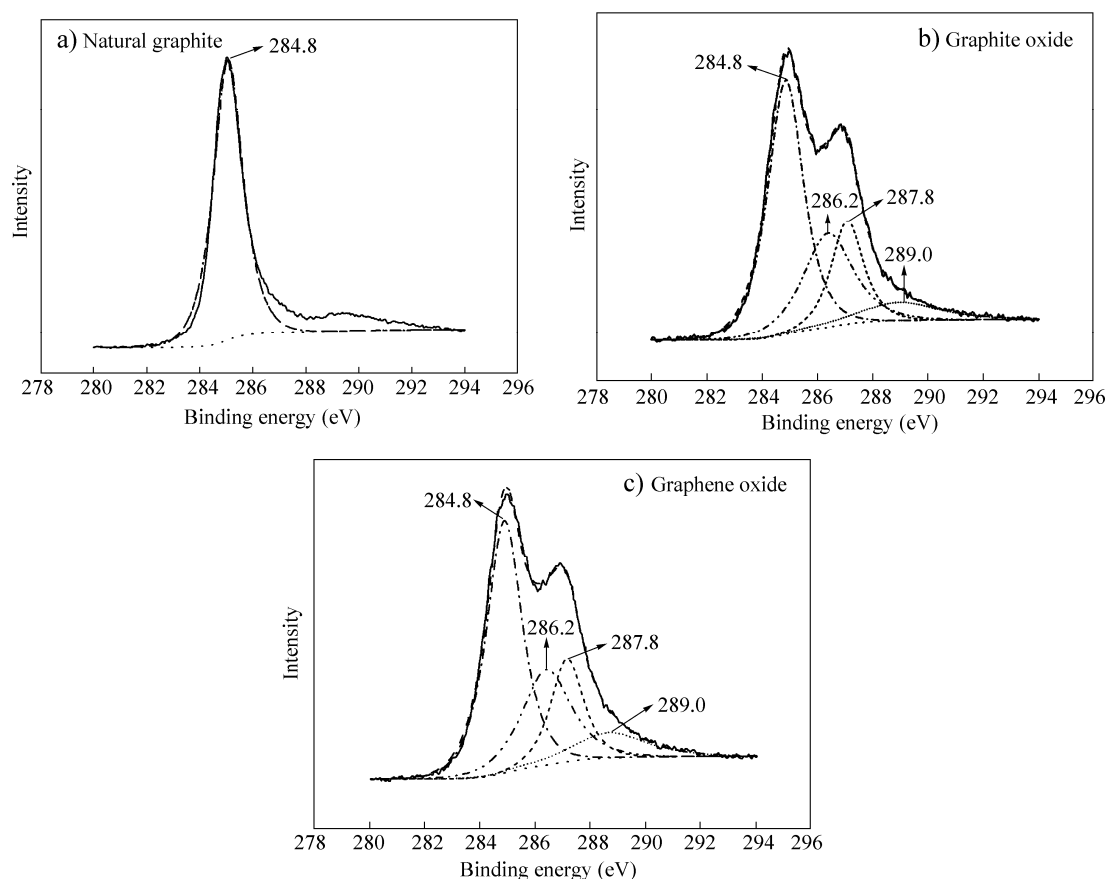 a) Natural graphite
284.8
Intensity
278 280 282 284 286 288 290 292 294 296
Binding energy (eV)
b) Graphite oxide
284.8
286.2
287.8
289.0
Intensity
278 280 282 284 286 288 290 292 294 296
Binding energy (eV)
c) Graphene oxide
284.8
286.2
287.8
289.0
Intensity
278 280 282 284 286 288 290 292 294 296
Binding energy (eV)